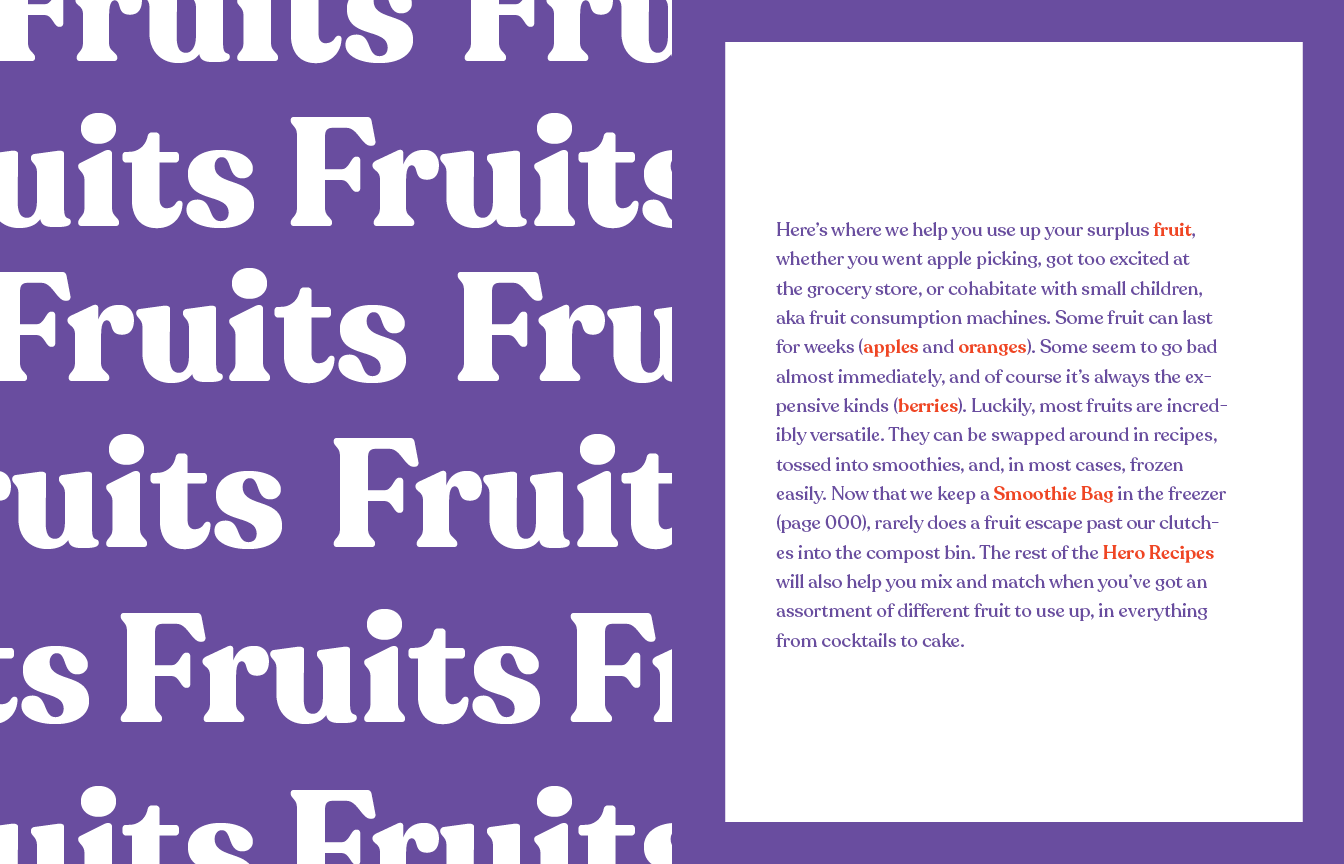 Fruits Fru
uits Fruits
Fruits Fru
ruits Fruit
ts Fruits Fr
uits Fruits
Here's where we help you use up your surplus fruit,
whether you went apple picking, got too excited at
the grocery store, or cohabitate with small children,
aka fruit consumption machines. Some fruit can last
for weeks (apples and oranges). Some seem to go bad
almost immediately, and of course it's always the ex-
pensive kinds (berries). Luckily, most fruits are incred-
ibly versatile. They can be swapped around in recipes,
tossed into smoothies, and, in most cases, frozen
easily. Now that we keep a Smoothie Bag in the freezer
(page 000), rarely does a fruit escape past our clutch-
es into the compost bin. The rest of the Hero Recipes
will also help you mix and match when you've got an
assortment of different fruit to use up, in everything
from cocktails to cake.